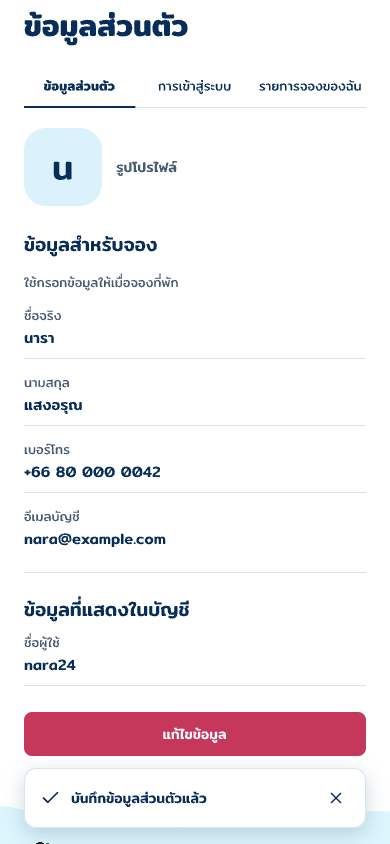 ข้อมูลส่วนตัว
ข้อมูลส่วนตัว การเข้าสู่ระบบ รายการจองของฉัน
น
รูปโปรไฟล์
ข้อมูลสำหรับจอง
ใช้กรอกข้อมูลให้เมื่อจองที่พัก
ชื่อจริง
นารา
นามสกุล
แสงอรุณ
เบอร์โทร
+66 80 000 0042
อีเมลบัญชี
nara@example.com
ข้อมูลที่แสดงในบัญชี
ชื่อผู้ใช้
nara24
แก้ไขข้อมูล
บันทึกข้อมูลส่วนตัวแล้ว